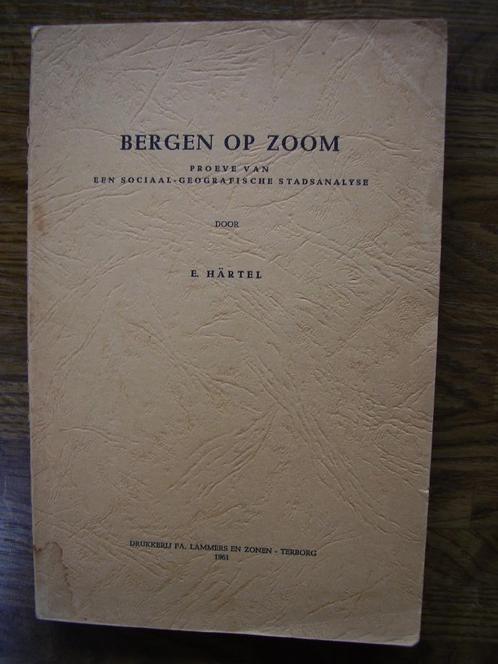 BERGEN OP ZOOM
PROEVE VAN
EEN SOCIAAL-GEOGRAFISCHE STADSANALYSE
DOOR
E. HÄRTEL
DRUKKERIJ FA. LAMMERS EN ZONEN - TERBORG
1961